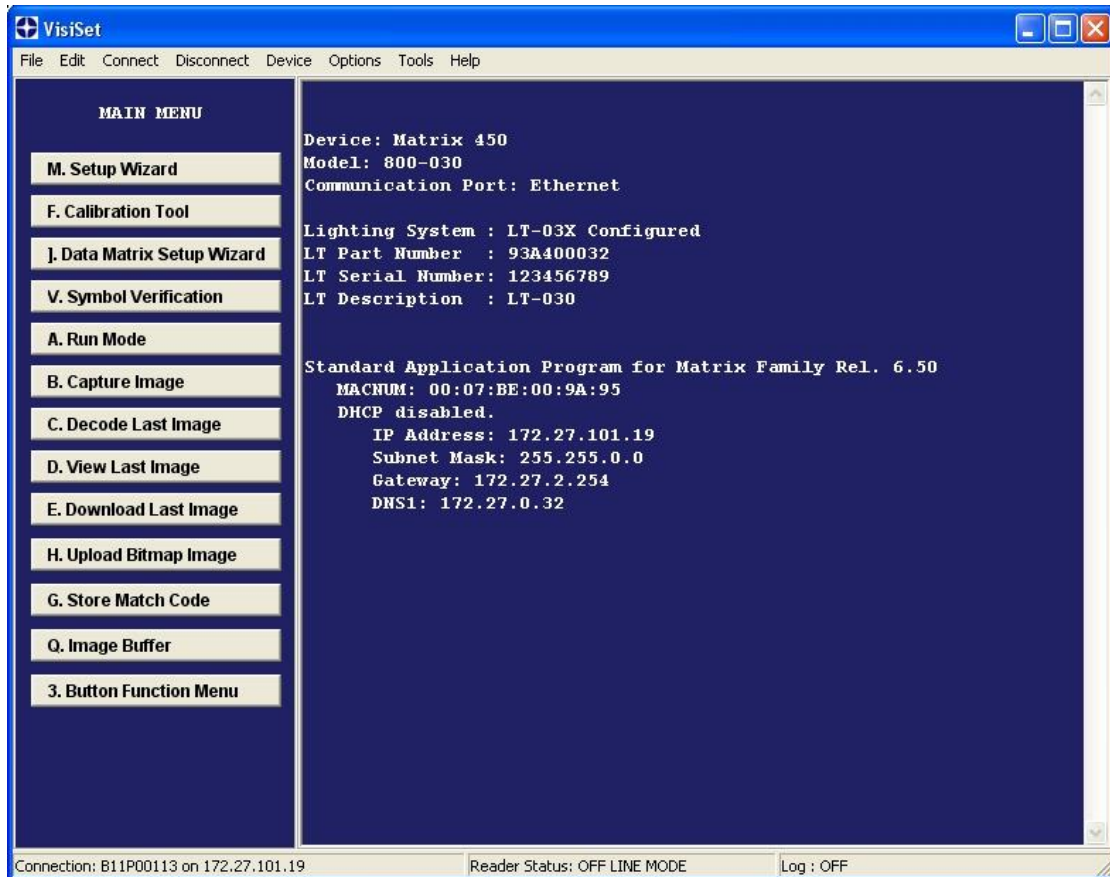 VisiSet
File Edit Connect Disconnect Device Options Tools Help
MAIN MENU
M. Setup Wizard
F. Calibration Tool
]. Data Matrix Setup Wizard
V. Symbol Verification
A. Run Mode
B. Capture Image
C. Decode Last Image
D. View Last Image
E. Download Last Image
H. Upload Bitmap Image
G. Store Match Code
Q. Image Buffer
3. Button Function Menu
Device: Matrix 450
Model: 800-030
Communication Port: Ethernet
Lighting System : LT-03X Configured
LT Part Number : 93A400032
LT Serial Number: 123456789
LT Description : LT-030
Standard Application Program for Matrix Family Rel. 6.50
MACNUM: 00:07:BE:00:9A:95
DHCP disabled.
IP Address: 172.27.101.19
Subnet Mask: 255.255.0.0
Gateway: 172.27.2.254
DNS1: 172.27.0.32
Connection: B11P00113 on 172.27.101.19
Reader Status: OFF LINE MODE
Log : OFF